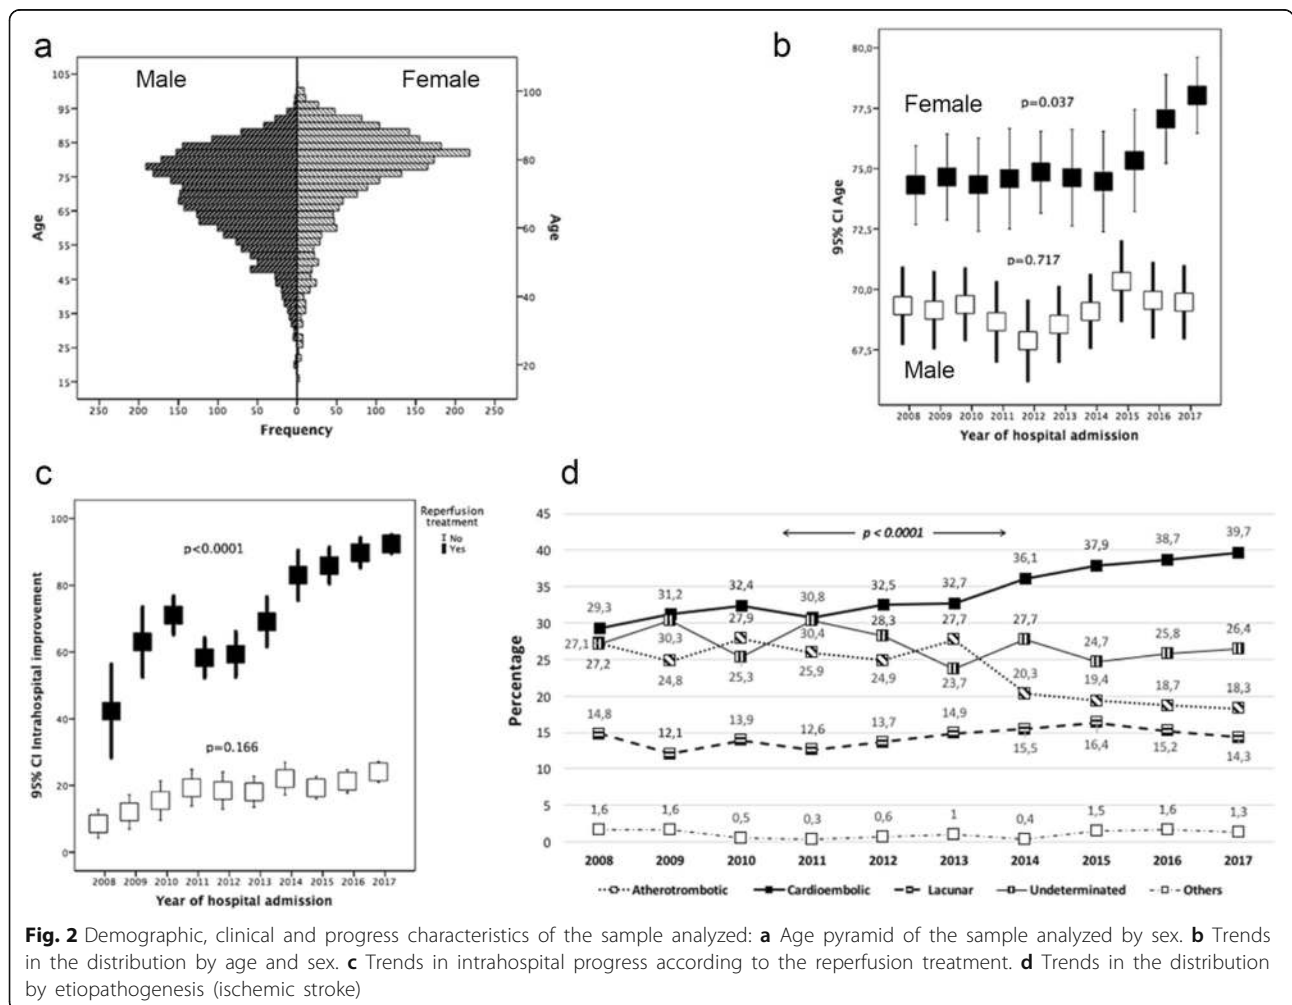 a
Male
Female
105
95
85
75
65
55
45
35
25
15
Age
100
80
60
40
20
Age
250 200 150 100 50 0 50 100 150 200 250
Frequency
b
80,0
77,5
75,0
72,5
70,0
67,5
95% CI Age
Female
p=0.037
p=0.717
Male
2008 2009 2010 2011 2012 2013 2014 2015 2016 2017
Year of hospital admission
c
100
80
60
40
20
0
95% CI Intrahospital improvement
p<0.0001
p=0.166
Reperfusion
treatment
No
Yes
2008 2009 2010 2011 2012 2013 2014 2015 2016 2017
Year of hospital admission
d
45
40
35
30
25
20
15
10
5
0
Percentage
p < 0.0001
29,3 31,2 32,4 30,8 32,5 32,7 36,1 37,9 38,7 39,7
27,1 30,3 25,3 30,4 28,3 23,7 27,7 24,7 25,8 26,4
27,2 24,8 27,9 25,9 24,9 27,7 20,3 19,4 18,7 18,3
14,8 12,1 13,9 12,6 13,7 14,9 15,5 16,4 15,2 14,3
1,6 1,6 0,5 0,3 0,6 1 0,4 1,5 1,6 1,3
2008 2009 2010 2011 2012 2013 2014 2015 2016 2017
Atherotrombotic Cardioembolic Lacunar Undeterminated Others
Fig. 2 Demographic, clinical and progress characteristics of the sample analyzed: a Age pyramid of the sample analyzed by sex. b Trends
in the distribution by age and sex. c Trends in intrahospital progress according to the reperfusion treatment. d Trends in the distribution
by etiopathogenesis (ischemic stroke)